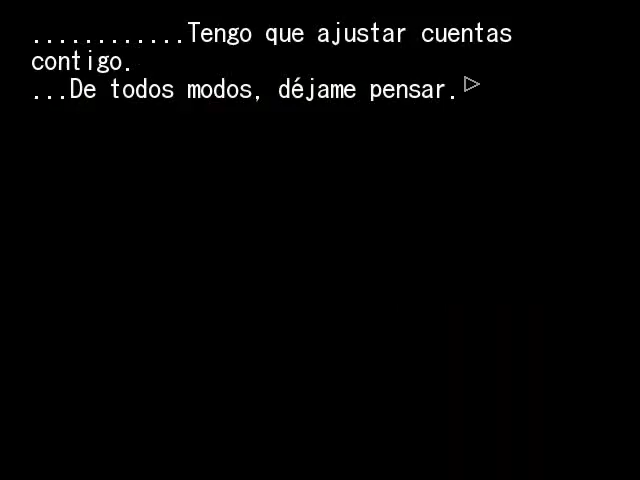 ............Tengo que ajustar cuentas
contigo.
...De todos modos, déjame pensar.